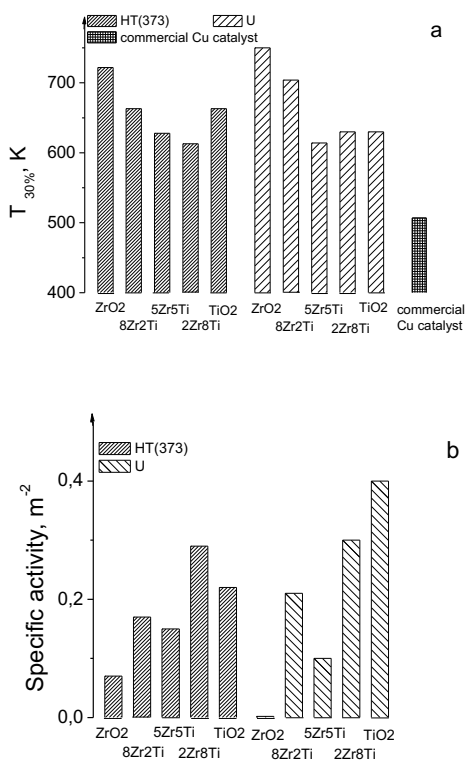 HT(373) U
commercial Cu catalyst
a
T 30%, K
700
600
500
400
ZrO2 5Zr5Ti TiO2 ZrO2 5Zr5Ti TiO2 commercial
8Zr2Ti 2Zr8Ti 8Zr2Ti 2Zr8Ti Cu catalyst
b
HT(373)
U
Specific activity, m-2
0,4
0,2
0,0
ZrO2 5Zr5Ti TiO2 ZrO2 5Zr5Ti TiO2
8Zr2Ti 2Zr8Ti 8Zr2Ti 2Zr8Ti